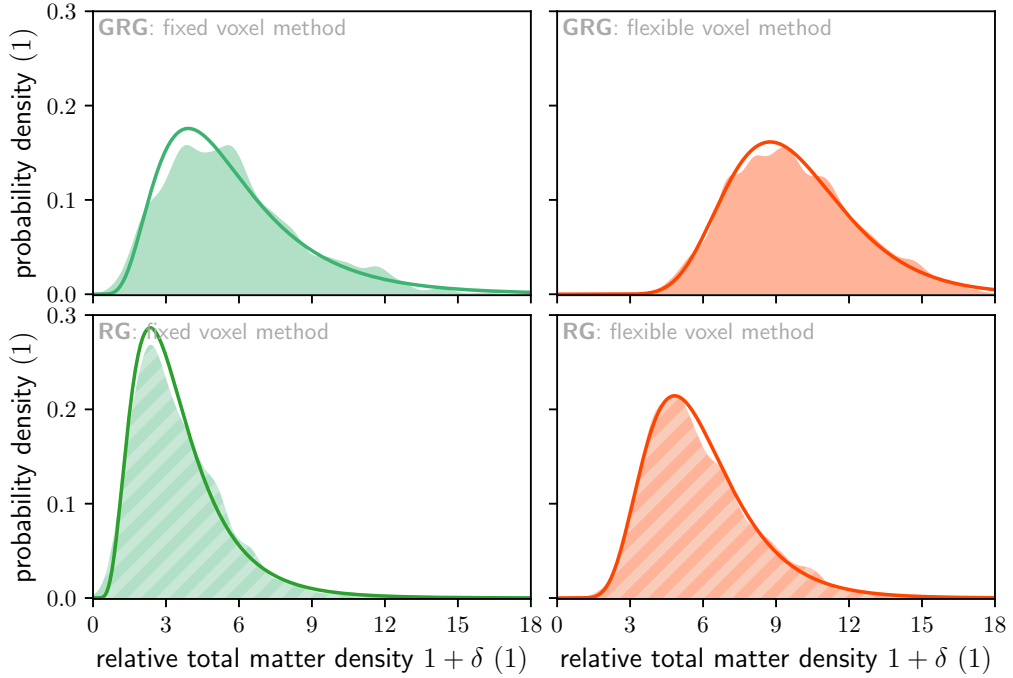 GRG: fixed voxel method
GRG: flexible voxel method
probability density (1)
0.3
0.2
0.1
0.0
RG: fixed voxel method
RG: flexible voxel method
probability density (1)
0.3
0.2
0.1
0.0
0 3 6 9 12 15 18
3 6 9 12 15 18
relative total matter density 1 + δ (1)
relative total matter density 1 + δ (1)